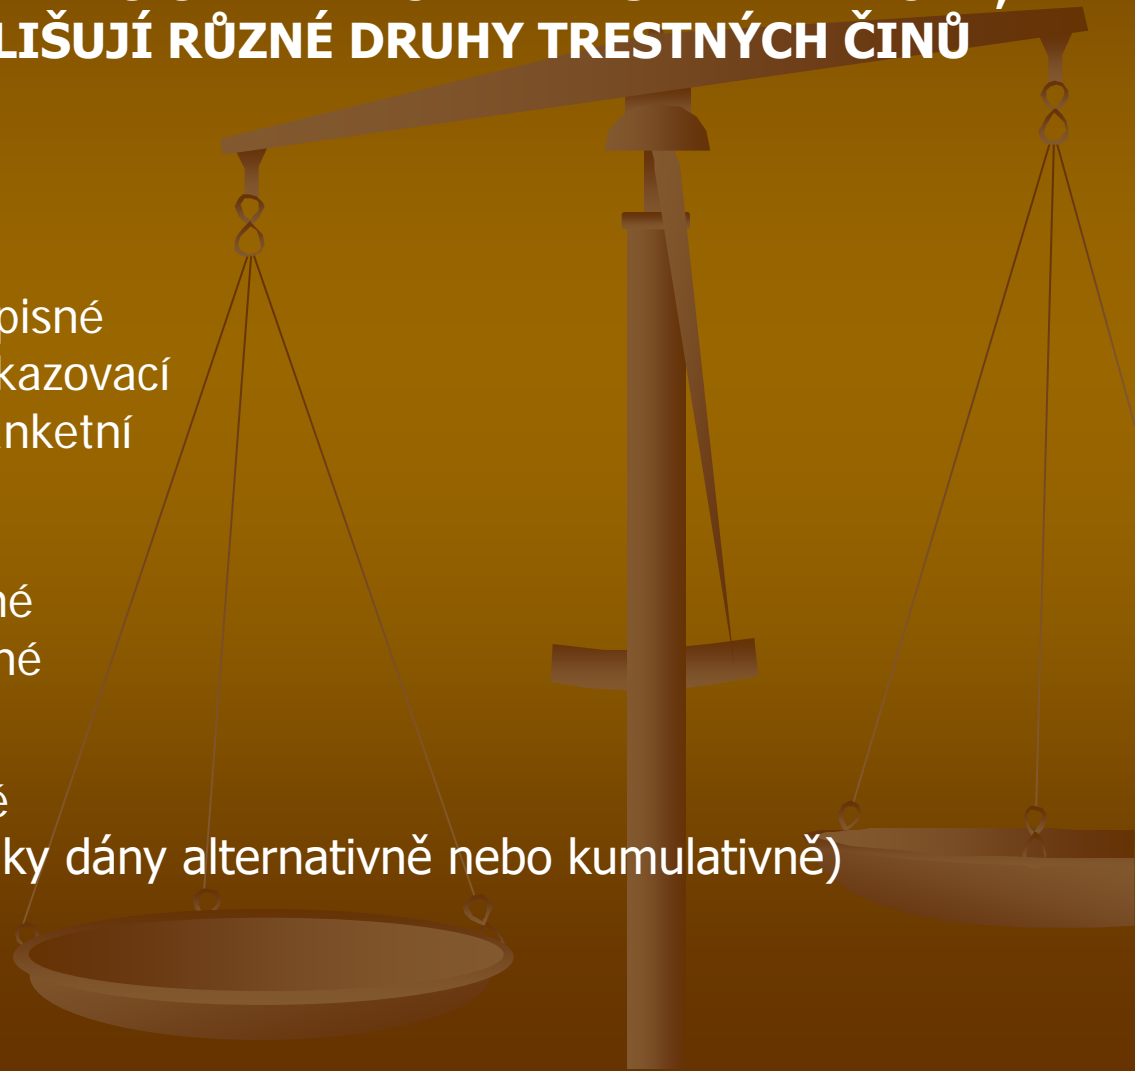 LIŠUJÍ RŮZNÉ DRUHY TRESTNÝCH ČINŮ
pisné
kazovací
nketní
né
né
é
ky dány alternativně nebo kumulativně)